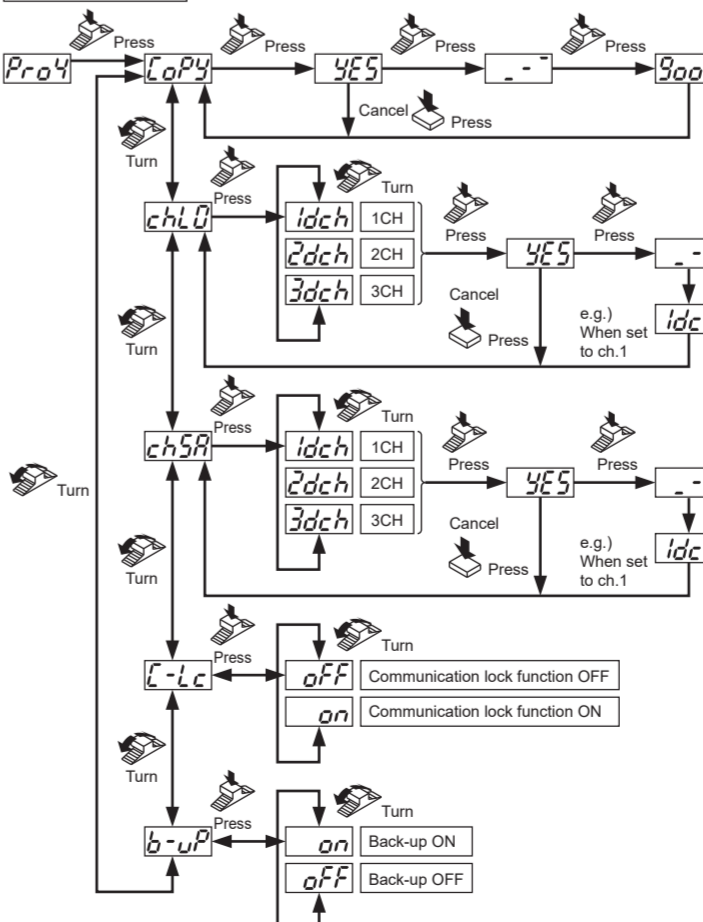 Press Press Press Press
Pro4 CoPY YES _-¯ goo
Cancel Press
Turn
Press Turn
chLO 1dch 1CH Press YES Press _-
2dch 2CH
3dch 3CH
Cancel Press
e.g.)
When set
to ch.1
1dc
Turn
Press Turn
chSA 1dch 1CH Press YES Press _-
2dch 2CH
3dch 3CH
Cancel Press
e.g.)
When set
to ch.1
1dc
Turn
Turn
Press Turn
C-Lc oFF Communication lock function OFF
on Communication lock function ON
Turn
Press Turn
b-uP on Back-up ON
oFF Back-up OFF